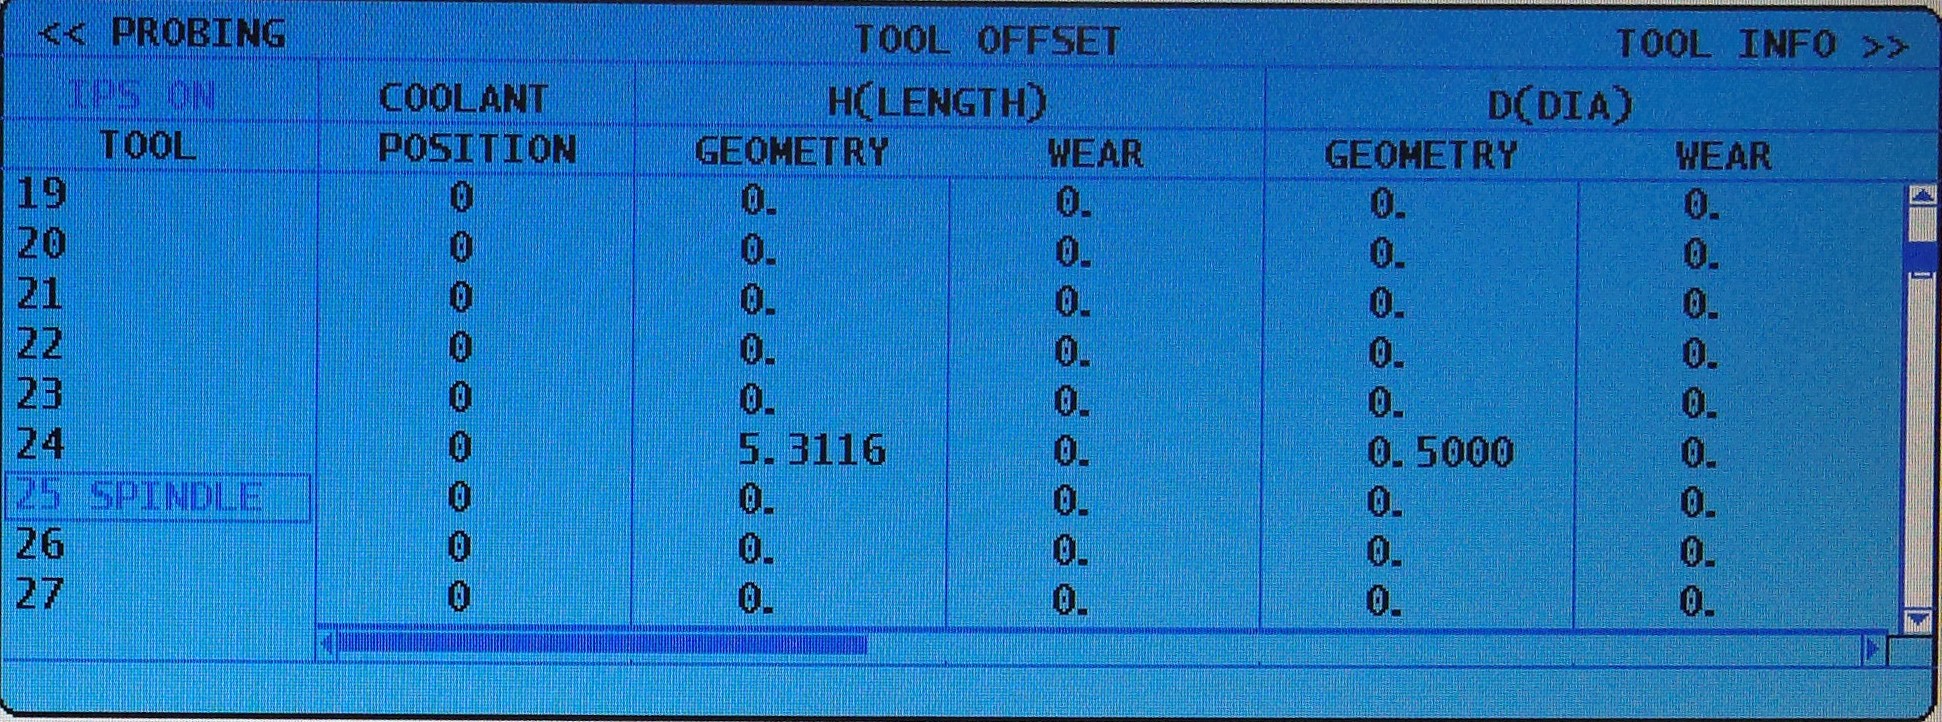 << PROBING TOOL OFFSET TOOL INFO >>
IPS ON COOLANT H(LENGTH) D(DIA)
TOOL POSITION GEOMETRY WEAR GEOMETRY WEAR
19 0 0. 0. 0. 0.
20 0 0. 0. 0. 0.
21 0 0. 0. 0. 0.
22 0 0. 0. 0. 0.
23 0 0. 0. 0. 0.
24 0 5.3116 0. 0.5000 0.
25 SPINDLE 0 0. 0. 0. 0.
26 0 0. 0. 0. 0.
27 0 0. 0. 0. 0.